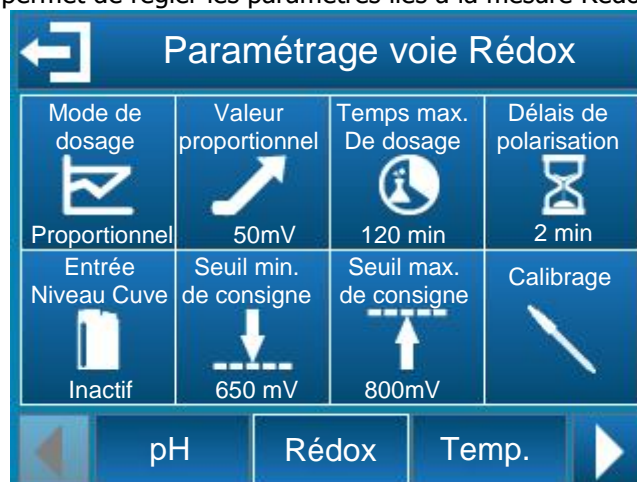 permet de régler les paramètres liés à la mesure Rédo
Paramétrage voie Rédox
Mode de
dosage
Proportionnel
Valeur
proportionnel
50mV
Temps max.
De dosage
120 min
Délais de
polarisation
2 min
Entrée
Niveau Cuve
Inactif
Seuil min.
de consigne
650 mV
Seuil max.
de consigne
800mV
Calibrage
pH
Rédox
Temp.